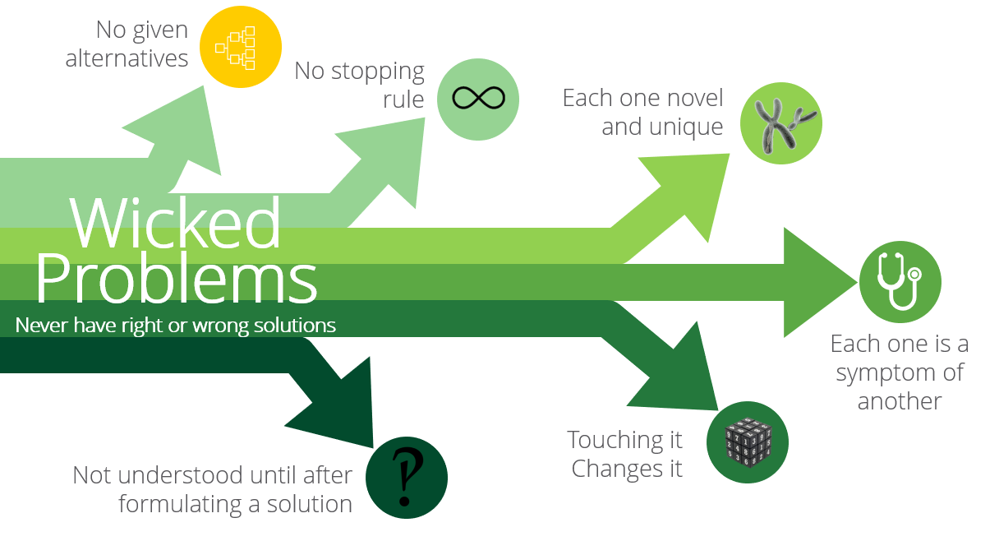 No given
alternatives
No stopping
rule
Each one novel
and unique
Wicked
Problems
Never have right or wrong solutions
Each one is a
symptom of
another
Touching it
Changes it
Not understood until after
formulating a solution
?